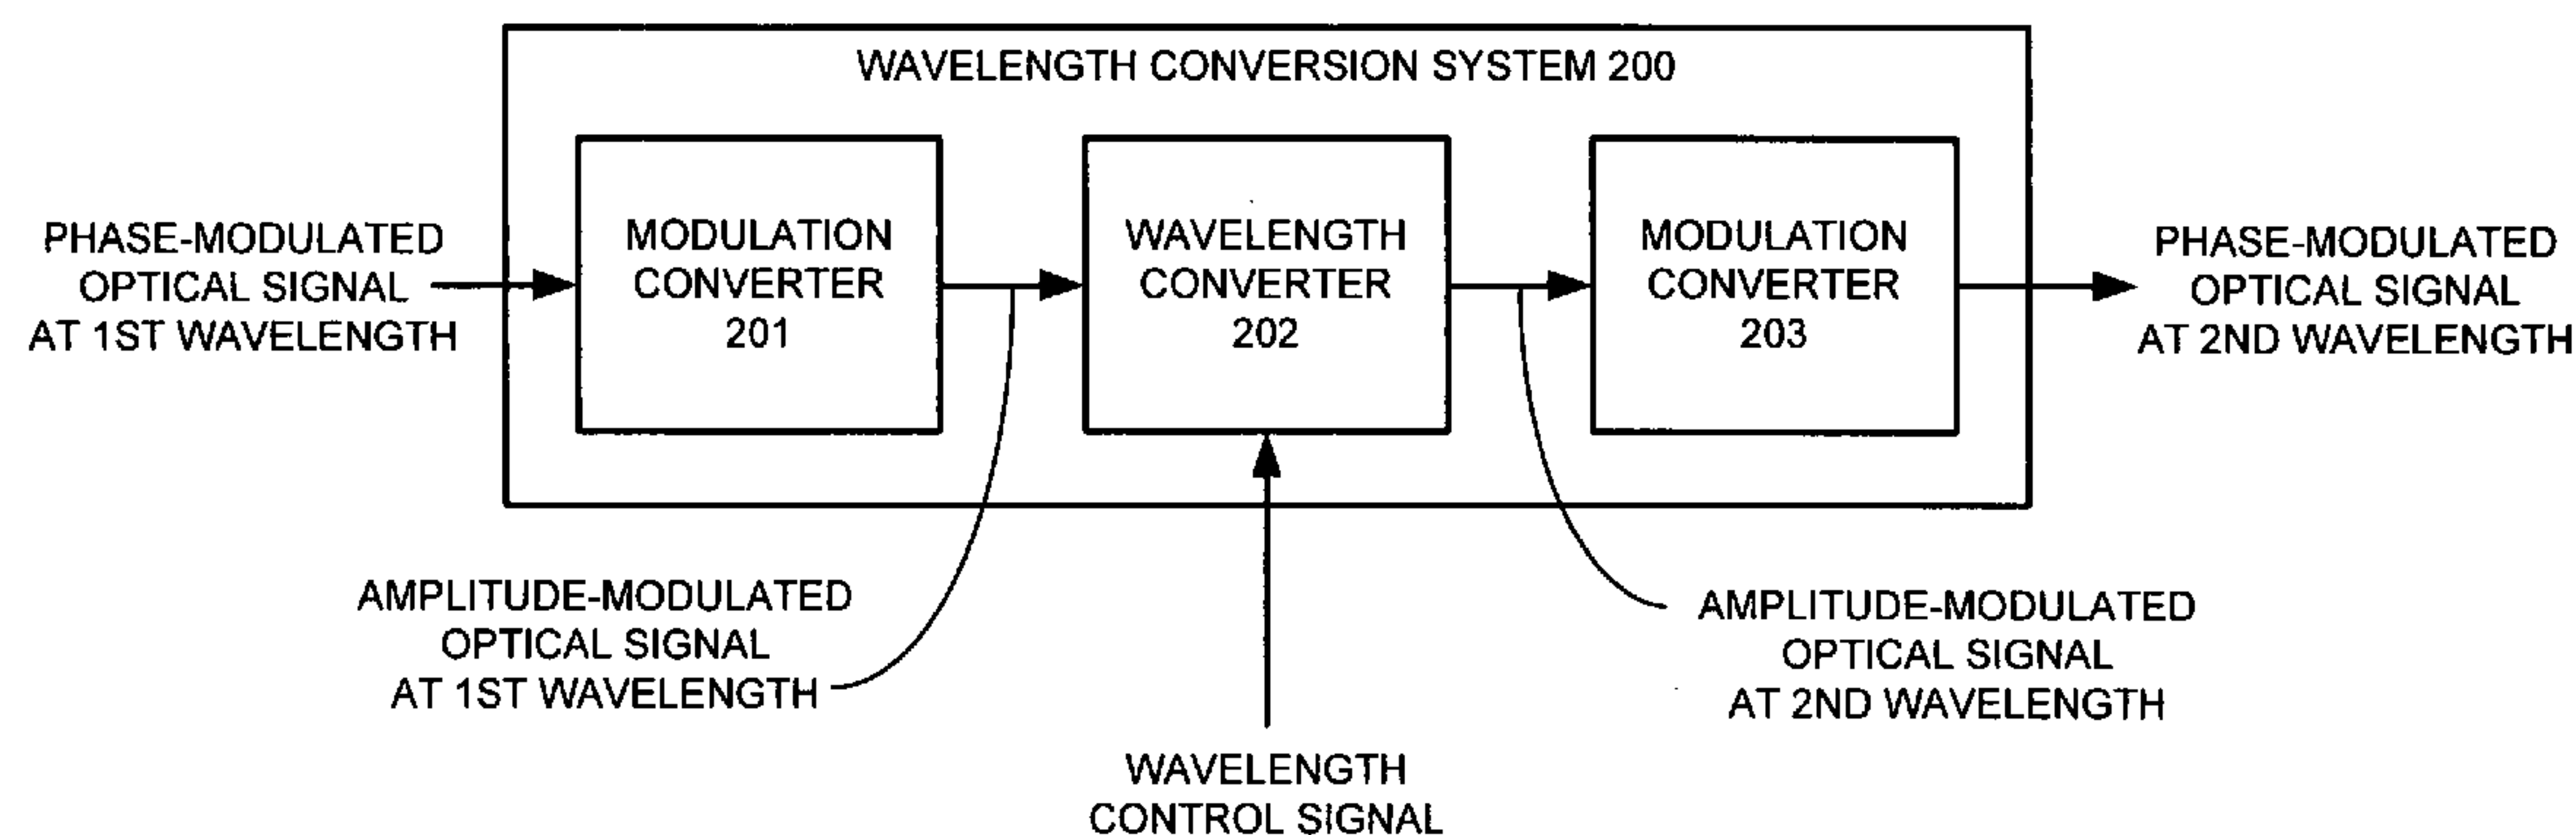 WAVELENGTH CONVERSION SYSTEM 200
PHASE-MODULATED
OPTICAL SIGNAL
AT 1ST WAVELENGTH
MODULATION
CONVERTER
201
WAVELENGTH
CONVERTER
202
MODULATION
CONVERTER
203
PHASE-MODULATED
OPTICAL SIGNAL
AT 2ND WAVELENGTH
AMPLITUDE-MODULATED
OPTICAL SIGNAL
AT 1ST WAVELENGTH
AMPLITUDE-MODULATED
OPTICAL SIGNAL
AT 2ND WAVELENGTH
WAVELENGTH
CONTROL SIGNAL